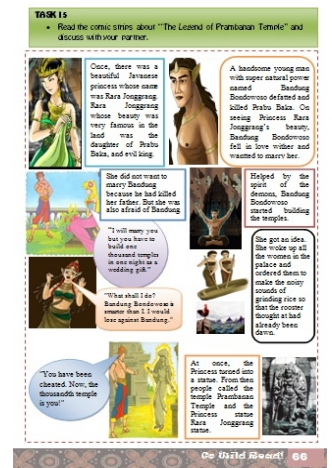 TASK 15
• Read the comic strips about "The Legend of Prambanan Temple" and
discuss with your partner.
Once, there was a
beautiful Javanese
princess whose name
was Rara Jonggrang.
Rara Jonggrang
whose beauty was
very famous in the
land was the
daughter of Prabu
Baka, and evil king.
A handsome young man
with super natural power
named Bandung
Bondowoso defatted and
killed Prabu Baka. On
seeing Princess Rara
Jonggrang's beauty,
Bandung Bondowoso
fell in love wither and
wanted to marry her.
She did not want to
marry Bandung
because he had killed
her father. But she was
also afraid of Bandung
Helped by the
spirit of the
demons, Bandung
Bondowoso
started building
the temples.
"I will marry you
but you have to
build one
thousand temples
in one night as a
wedding gift."
She got an idea.
She woke up all
the women in the
palace and
ordered them to
make the noisy
sounds of
grinding rice so
that the rooster
thought at had
already been
dawn.
"What shall I do?
Bandung Bondowoso is
smarter than I. I would
lose against Bandung."
"You have been
cheated. Now, the
thousandth temple
is you!"
At once, the
Princess turned into
a statue. From then
people called the
temple Prambanan
Temple and the
Princess statue
Rara Jonggrang
statue.
Go Wild Read! 66